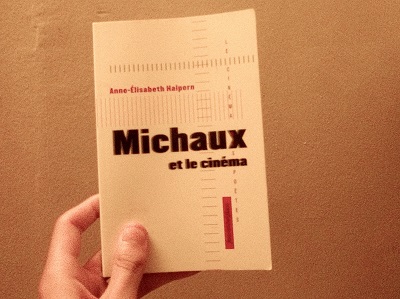 Anne-Élisabeth Halpern
Michaux
et le cinéma